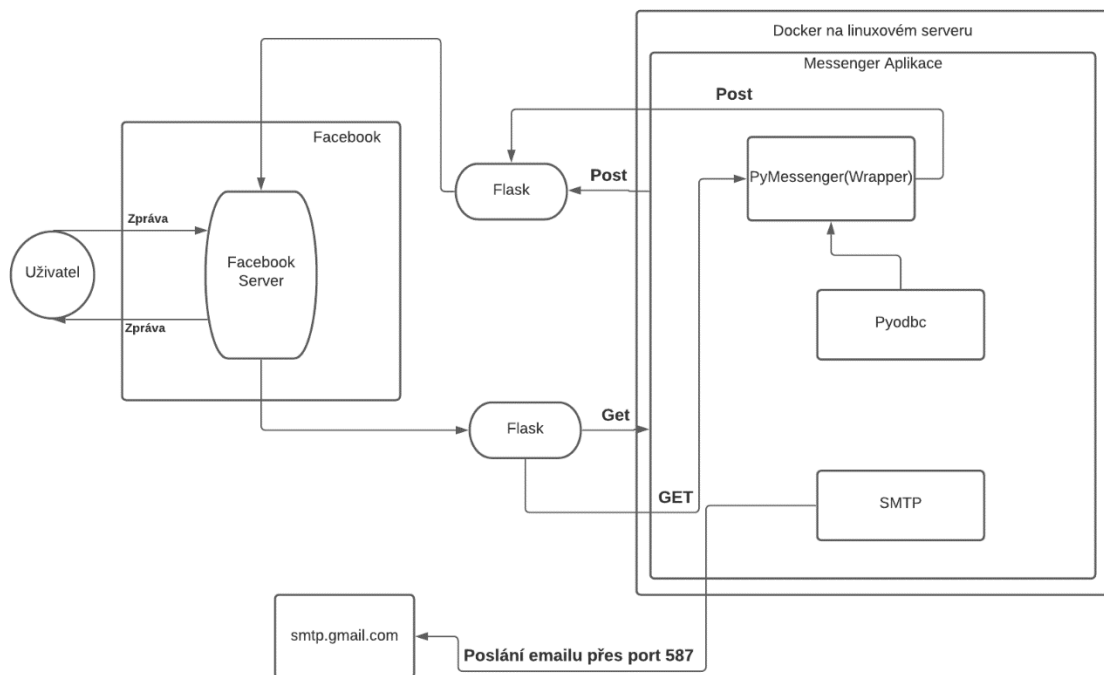 Docker na linuxovém serveru
Messenger Aplikace
Post
Facebook
PyMessenger(Wrapper)
Post
Flask
Zpráva
Uživatel
Facebook
Server
Zpráva
Pyodbc
Get
Flask
GET
SMTP
smtp.gmail.com
Poslání emailu přes port 587